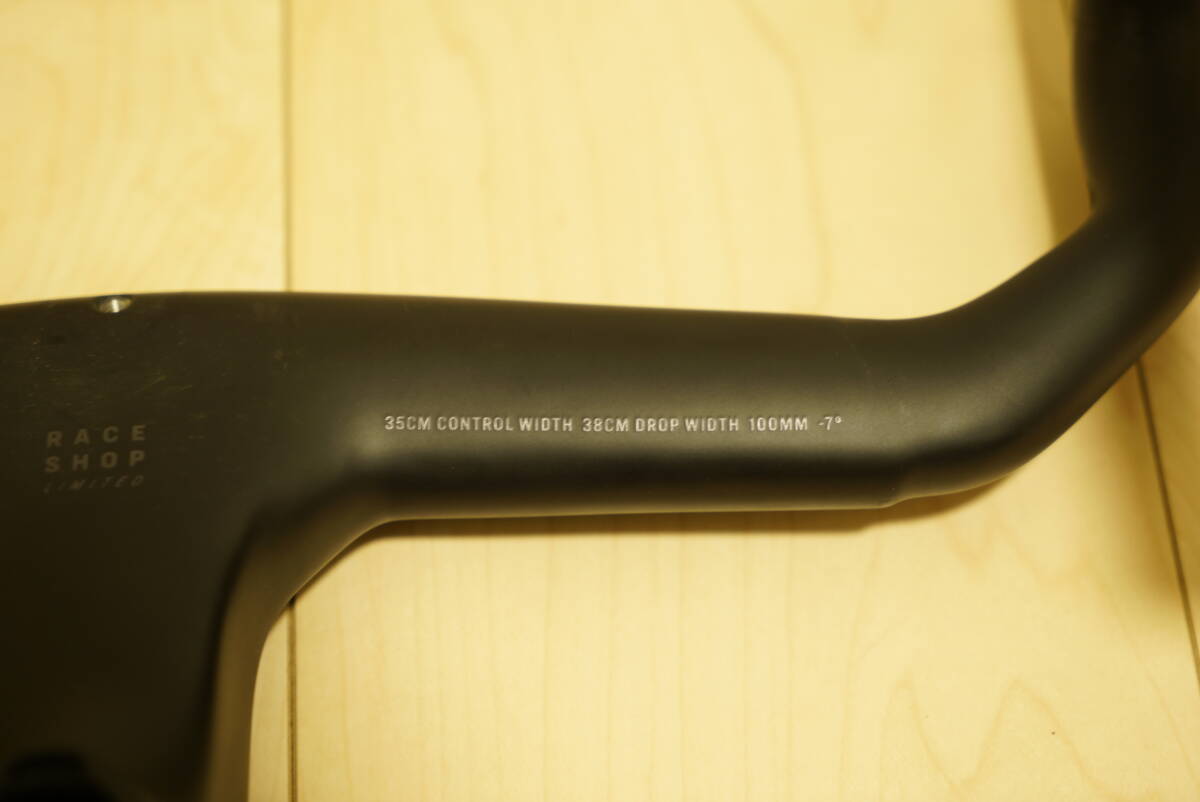 35CM CONTROL WIDTH 38CM DROP WIDTH 100MM -7°
RACE
SHOP
LIMITED